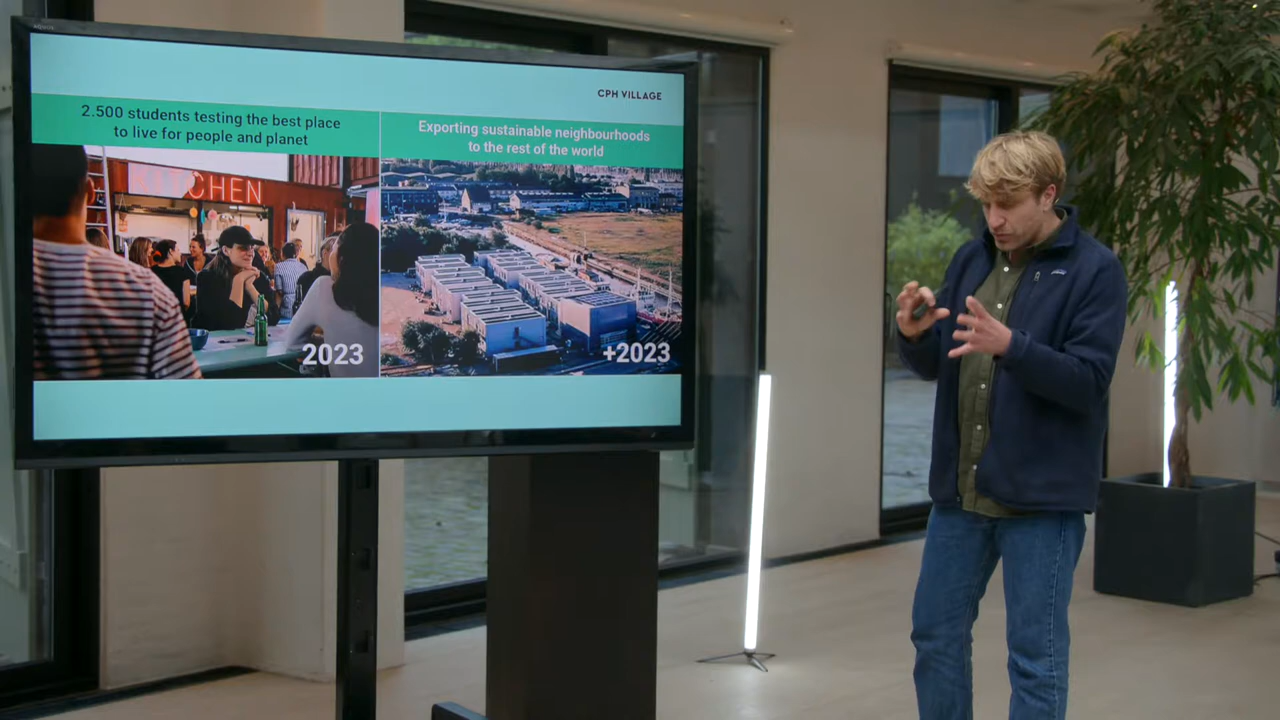 CPH VILLAGE
2.500 students testing the best place
to live for people and planet
Exporting sustainable neighbourhoods
to the rest of the world
KITCHEN
2023
+2023